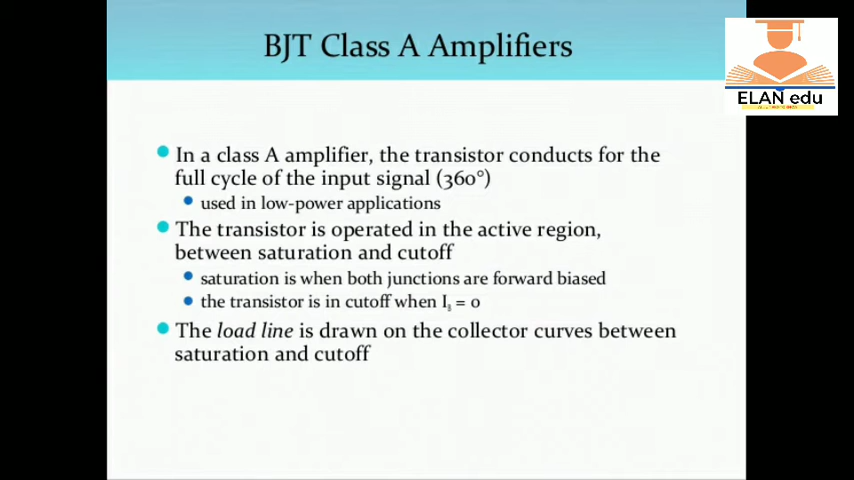 BJT Class A Amplifiers
ELAN edu
In a class A amplifier, the transistor conducts for the
full cycle of the input signal (360°)
used in low-power applications
The transistor is operated in the active region,
between saturation and cutoff
saturation is when both junctions are forward biased
the transistor is in cutoff when I_B = 0
The load line is drawn on the collector curves between
saturation and cutoff